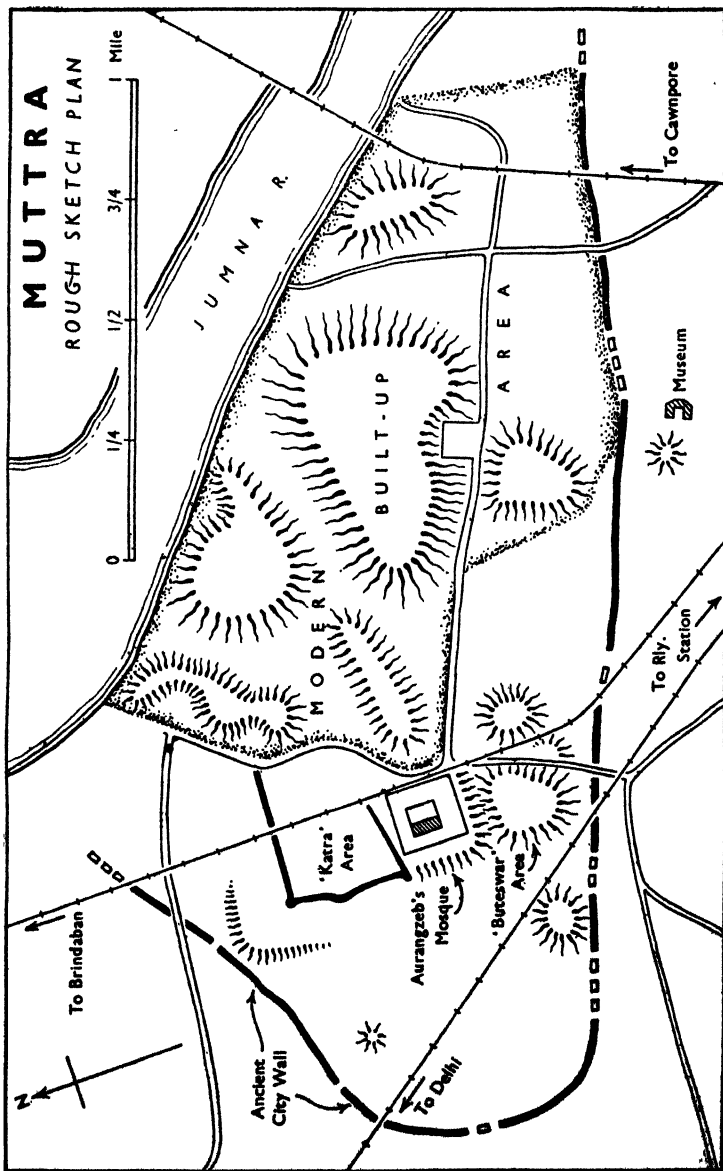 MUTTRA
ROUGH SKETCH PLAN
0 1/4 1/2 3/4 1 Mile
JUMNA R.
N
To Brindaban
Ancient
City Wall
To Delhi
'Katra'
Area
Aurangzeb's
Mosque
'Buteswar'
Area
MODERN
BUILT-UP
AREA
To Rly.
Station
Museum
To Cawnpore